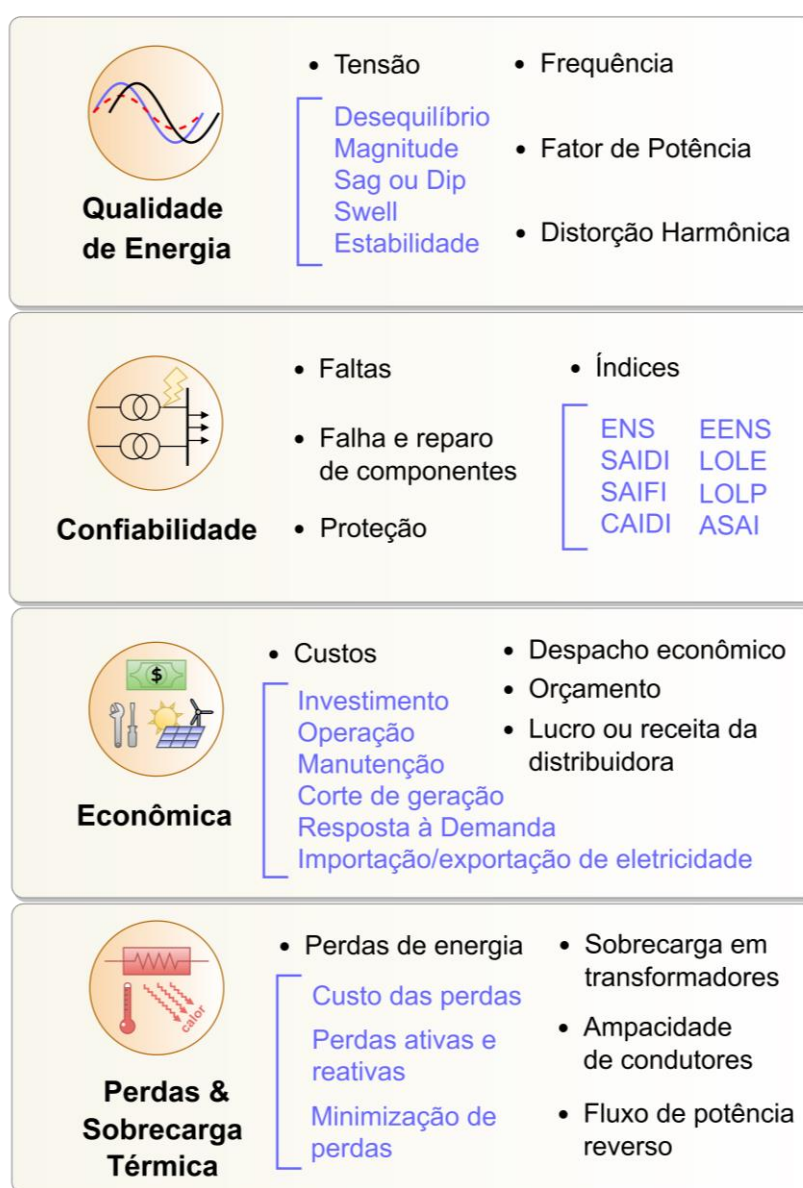 Qualidade
de Energia
• Tensão
Desequilíbrio
Magnitude
Sag ou Dip
Swell
Estabilidade
• Frequência
• Fator de Potência
• Distorção Harmônica
Confiabilidade
• Faltas
• Falha e reparo
de componentes
• Proteção
• Índices
ENS EENS
SAIDI LOLE
SAIFI LOLP
CAIDI ASAI
$
Econômica
• Custos
Investimento
Operação
Manutenção
Corte de geração
Resposta à Demanda
Importação/exportação de eletricidade
• Despacho econômico
• Orçamento
• Lucro ou receita da
distribuidora
calor
Perdas &
Sobrecarga
Térmica
• Perdas de energia
Custo das perdas
Perdas ativas e
reativas
Minimização de
perdas
• Sobrecarga em
transformadores
• Ampacidade
de condutores
• Fluxo de potência
reverso